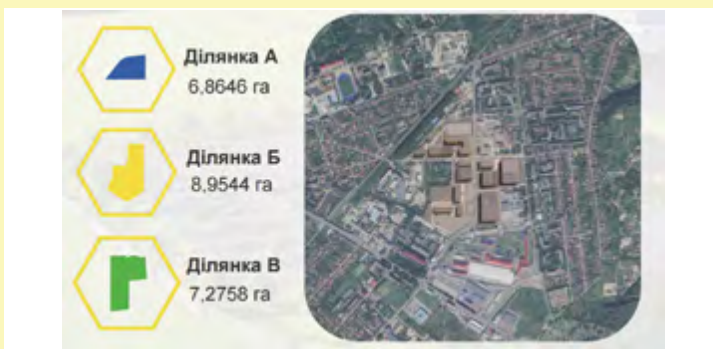 Ділянка А
6,8646 га
Ділянка Б
8,9544 га
Ділянка В
7,2758 га